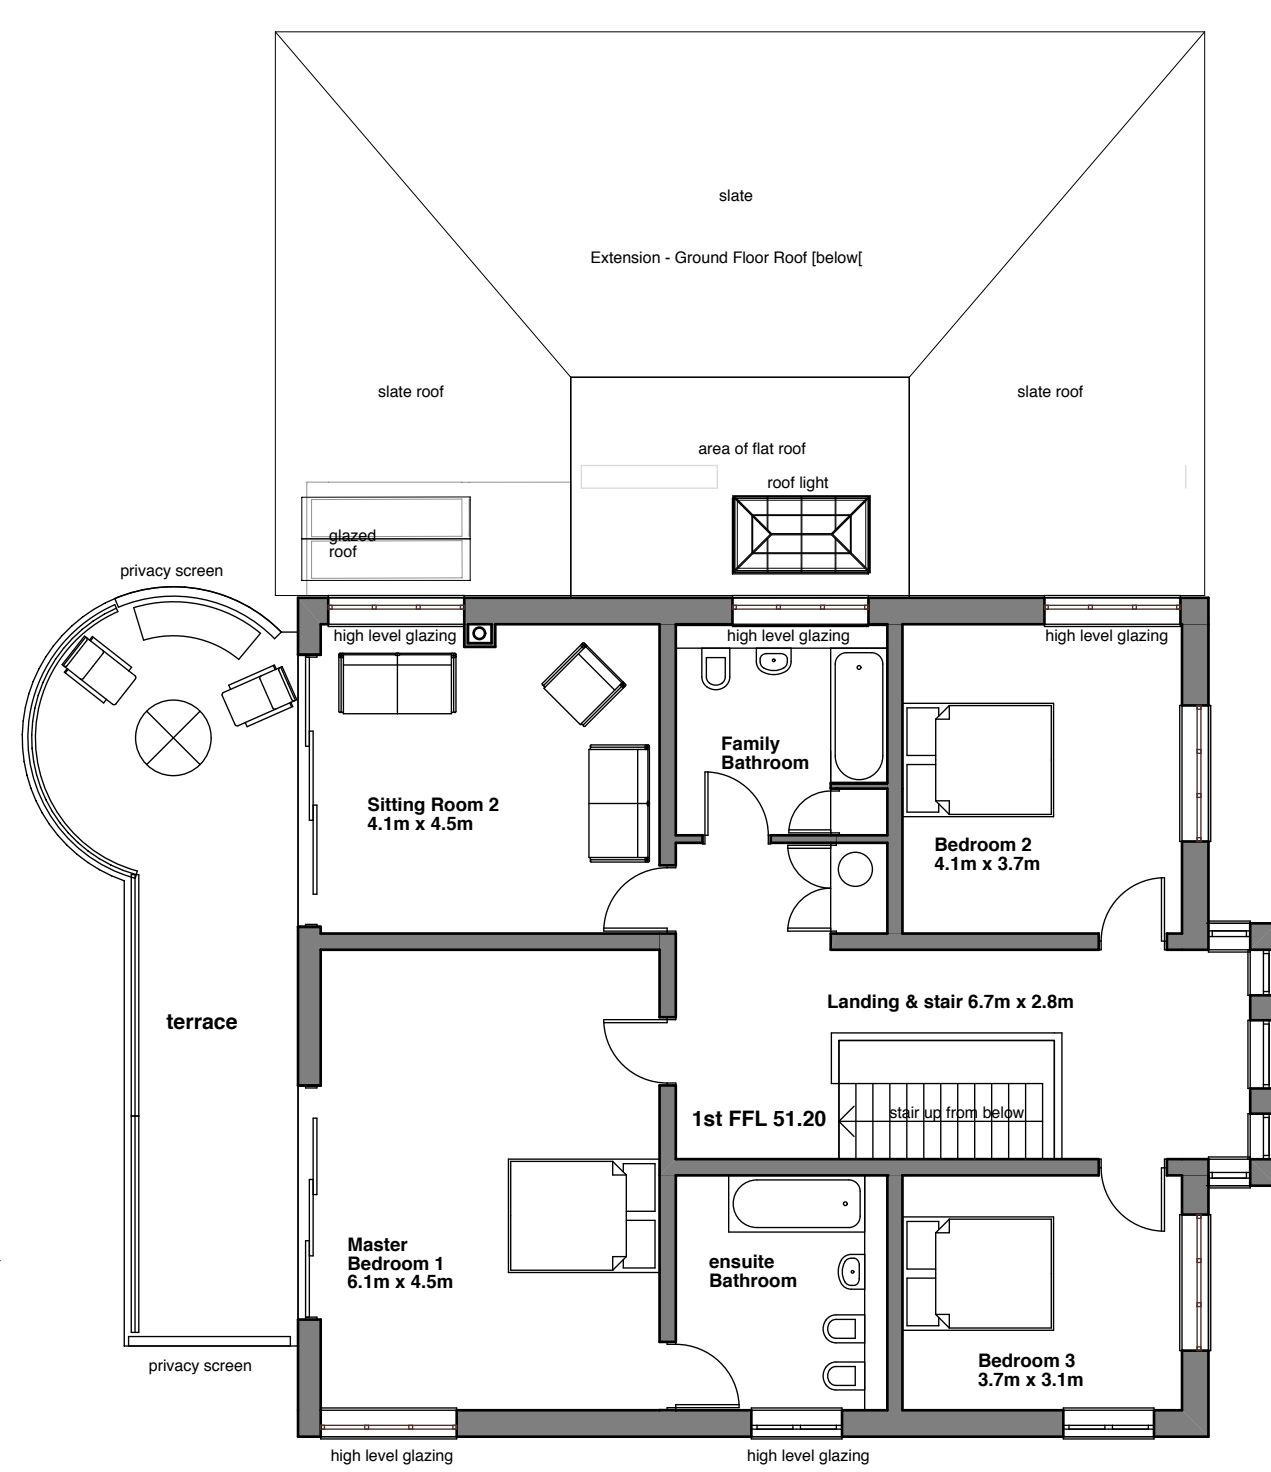 slate
Extension - Ground Floor Roof [below[
slate roof
slate roof
area of flat roof
roof light
glazed
roof
privacy screen
high level glazing
high level glazing
high level glazing
Family
Bathroom
Sitting Room 2
4.1m x 4.5m
Bedroom 2
4.1m x 3.7m
terrace
Landing & stair 6.7m x 2.8m
1st FFL 51.20
stair up from below
Master
Bedroom 1
6.1m x 4.5m
ensuite
Bathroom
Bedroom 3
3.7m x 3.1m
privacy screen
high level glazing
high level glazing